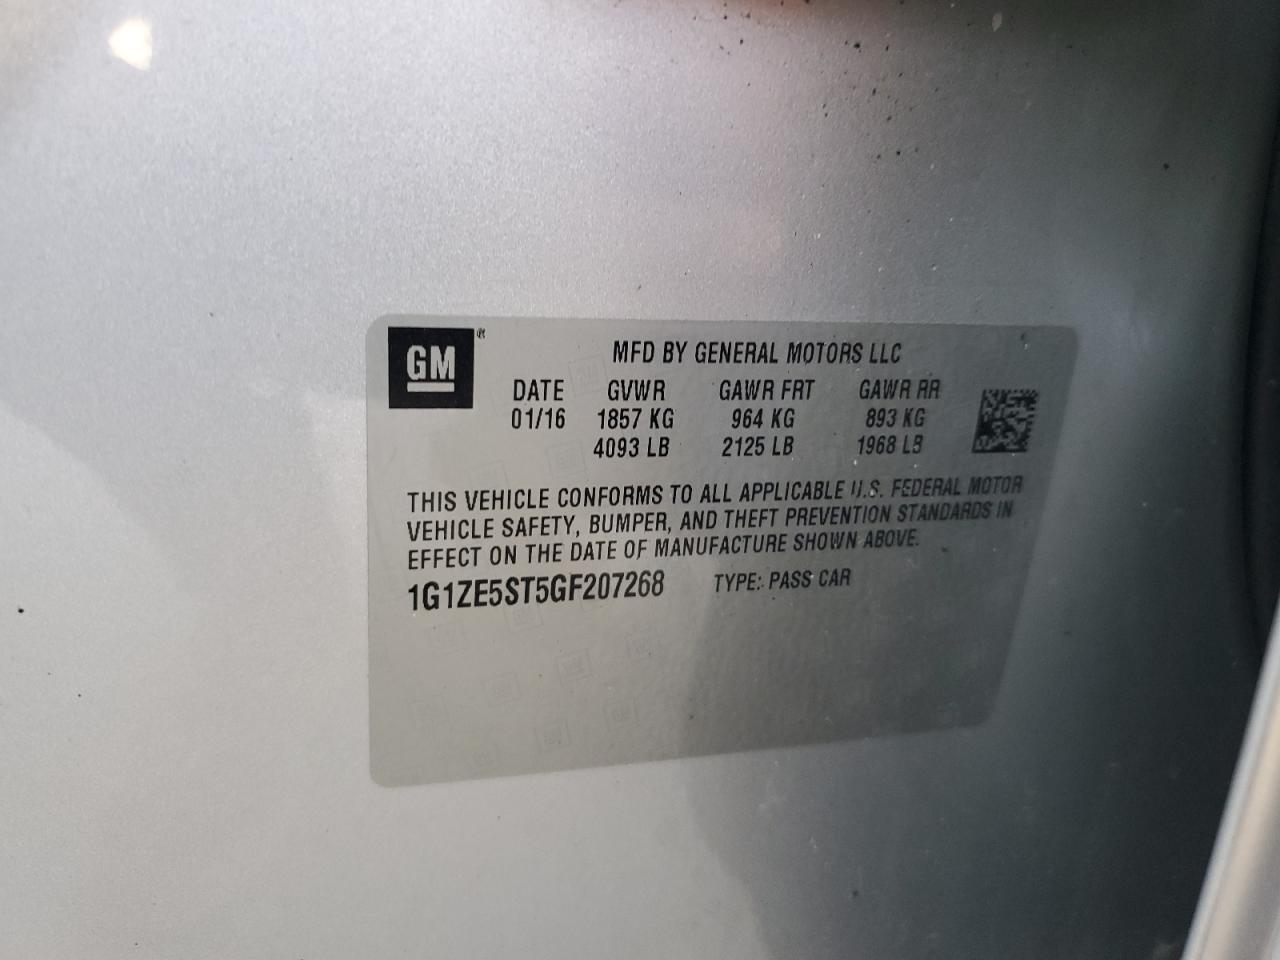 GM®
MFD BY GENERAL MOTORS LLC
DATE GVWR GAWR FRT GAWR RR
01/16 1857 KG 964 KG 893 KG
4093 LB 2125 LB 1968 LB
THIS VEHICLE CONFORMS TO ALL APPLICABLE U.S. FEDERAL MOTOR
VEHICLE SAFETY, BUMPER, AND THEFT PREVENTION STANDARDS IN
EFFECT ON THE DATE OF MANUFACTURE SHOWN ABOVE.
1G1ZE5ST5GF207268 TYPE: PASS CAR